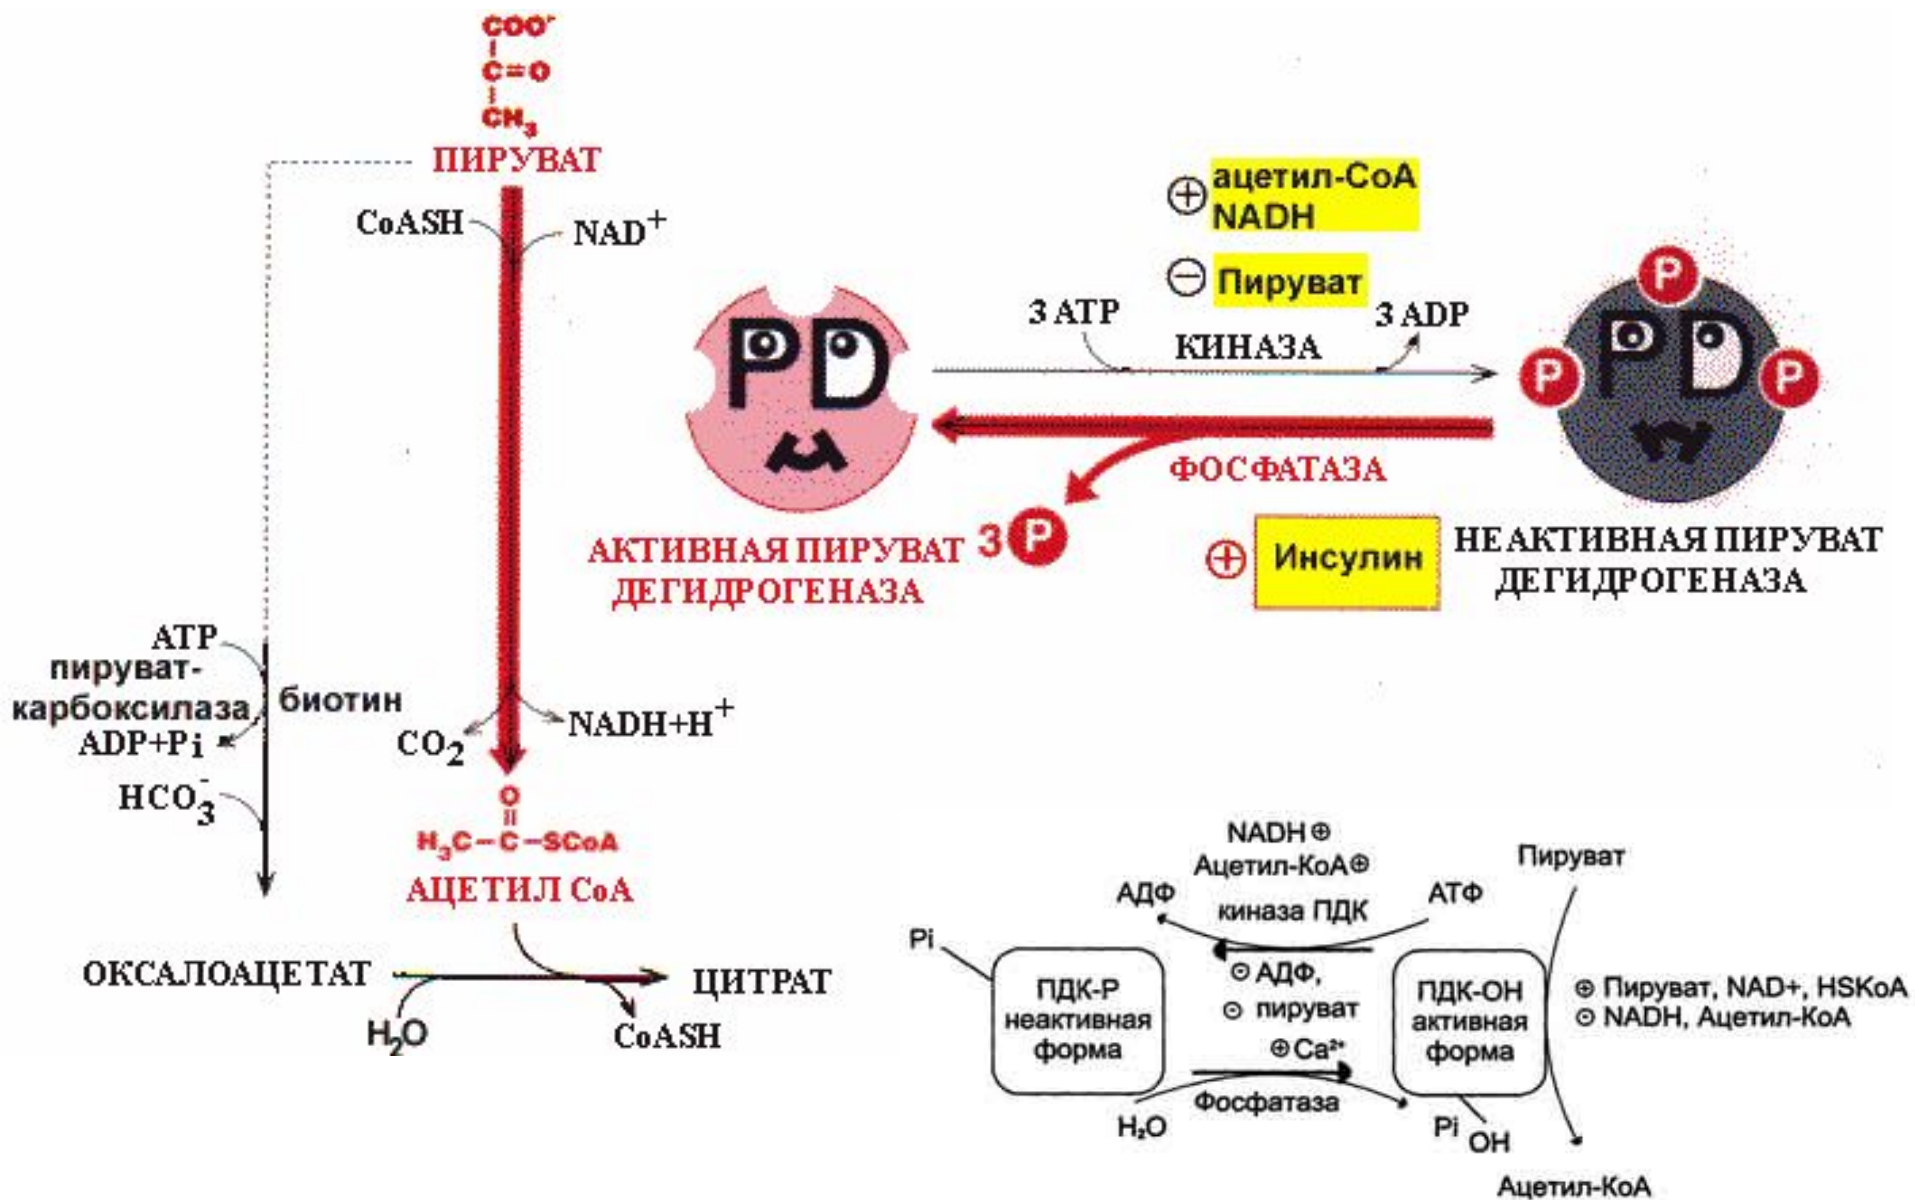 COO⁻
C=O
CH₃
ПИРУВАТ
CoASH
NAD⁺
ацетил-CoA
NADH
Пируват
3 ATP
3 ADP
КИНАЗА
PD
PD
P
P
P
ФОСФАТАЗА
3 P
АКТИВНАЯ ПИРУВАТ
ДЕГИДРОГЕНАЗА
Инсулин
НЕАКТИВНАЯ ПИРУВАТ
ДЕГИДРОГЕНАЗА
ATP
пируват-
карбоксилаза
биотин
ADP+Pi
HCO₃⁻
CO₂
NADH+H⁺
O
H₃C–C–SCoA
АЦЕТИЛ CoA
ОКСАЛОАЦЕТАТ
ЦИТРАТ
H₂O
CoASH
NADH ⊕
Ацетил-КоА ⊕
киназа ПДК
АДФ
АТФ
Пируват
Pi
ПДК-P
неактивная
форма
⊖ АДФ,
⊖ пируват
⊕ Ca²⁺
Фосфатаза
ПДК-ОН
активная
форма
⊕ Пируват, NAD+, HSKoA
⊖ NADH, Ацетил-КоА
H₂O
Pi
OH
Ацетил-КоА